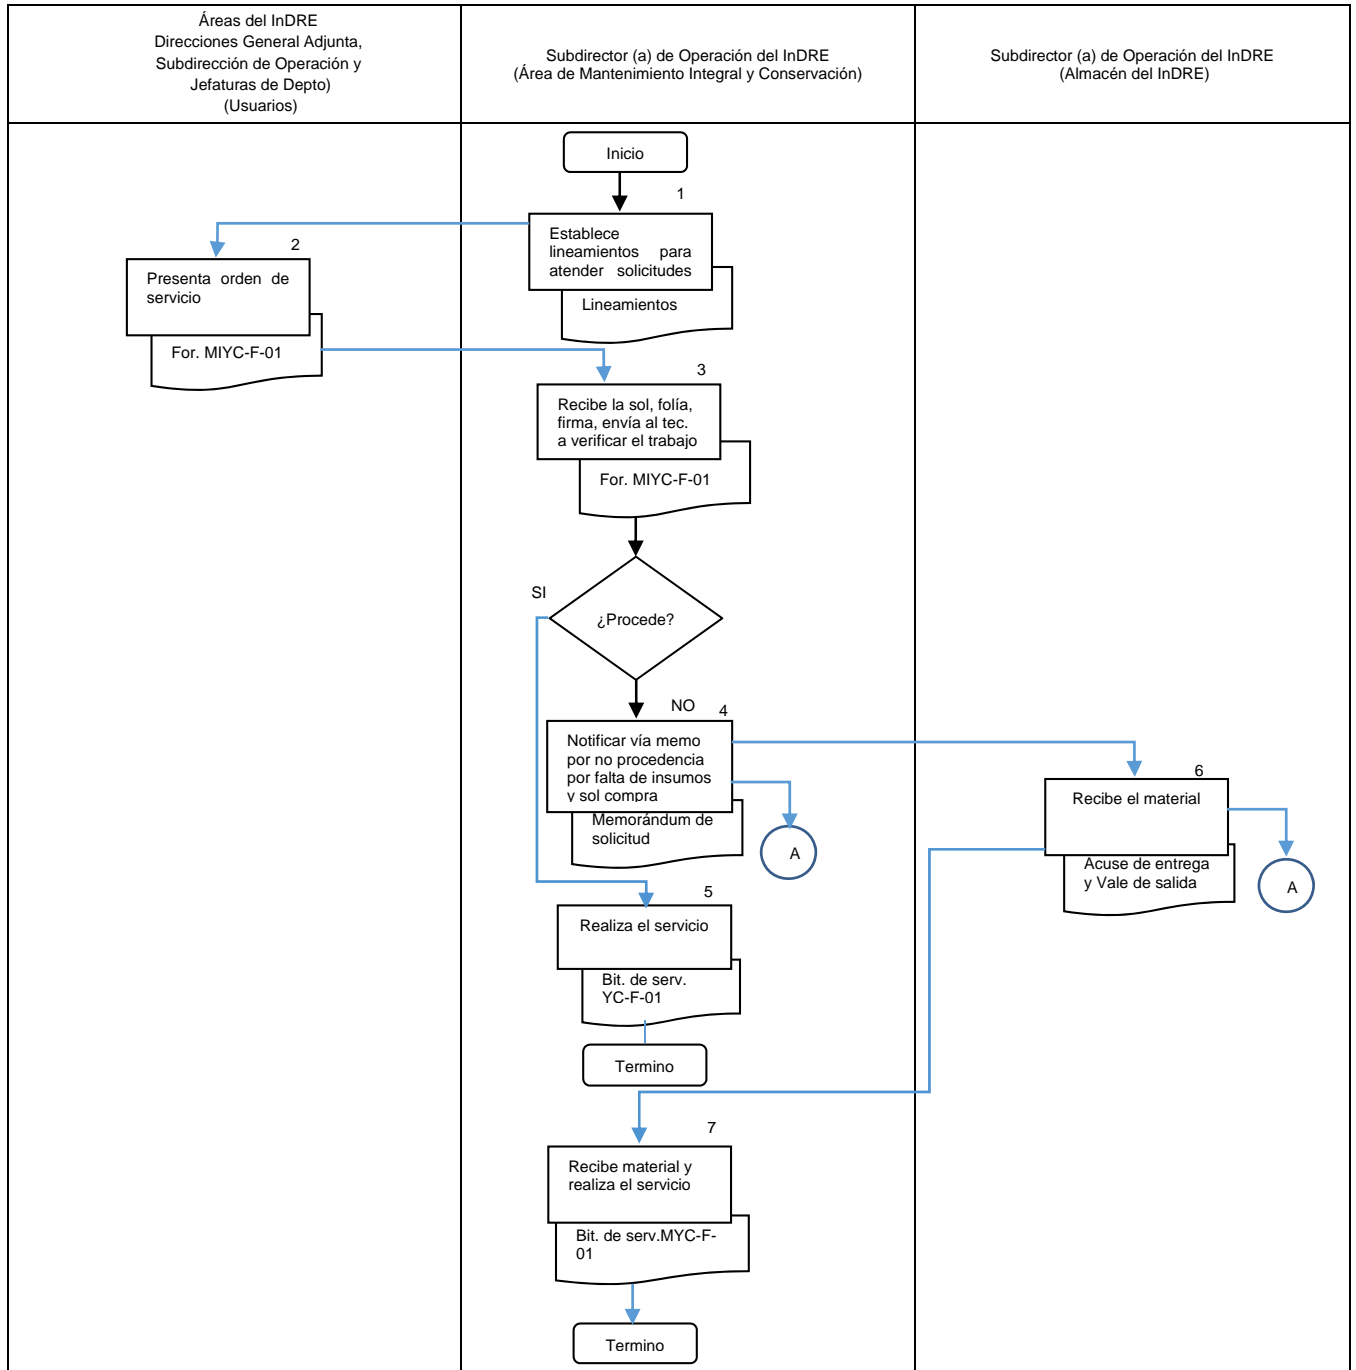 Áreas del InDRE
Direcciones General Adjunta,
Subdirección de Operación y
Jefaturas de Depto)
(Usuarios)
Subdirector (a) de Operación del InDRE
(Área de Mantenimiento Integral y Conservación)
Subdirector (a) de Operación del InDRE
(Almacén del InDRE)
Inicio
1
Establece
lineamientos para
atender solicitudes
Lineamientos
2
Presenta orden de
servicio
For. MIYC-F-01
3
Recibe la sol, folía,
firma, envía al tec.
a verificar el trabajo
For. MIYC-F-01
SI
¿Procede?
NO
4
Notificar vía memo
por no procedencia
por falta de insumos
y sol compra
Memorándum de
solicitud
A
6
Recibe el material
Acuse de entrega
y Vale de salida
A
5
Realiza el servicio
Bit. de serv.
YC-F-01
Termino
7
Recibe material y
realiza el servicio
Bit. de serv.MYC-F-
01
Termino